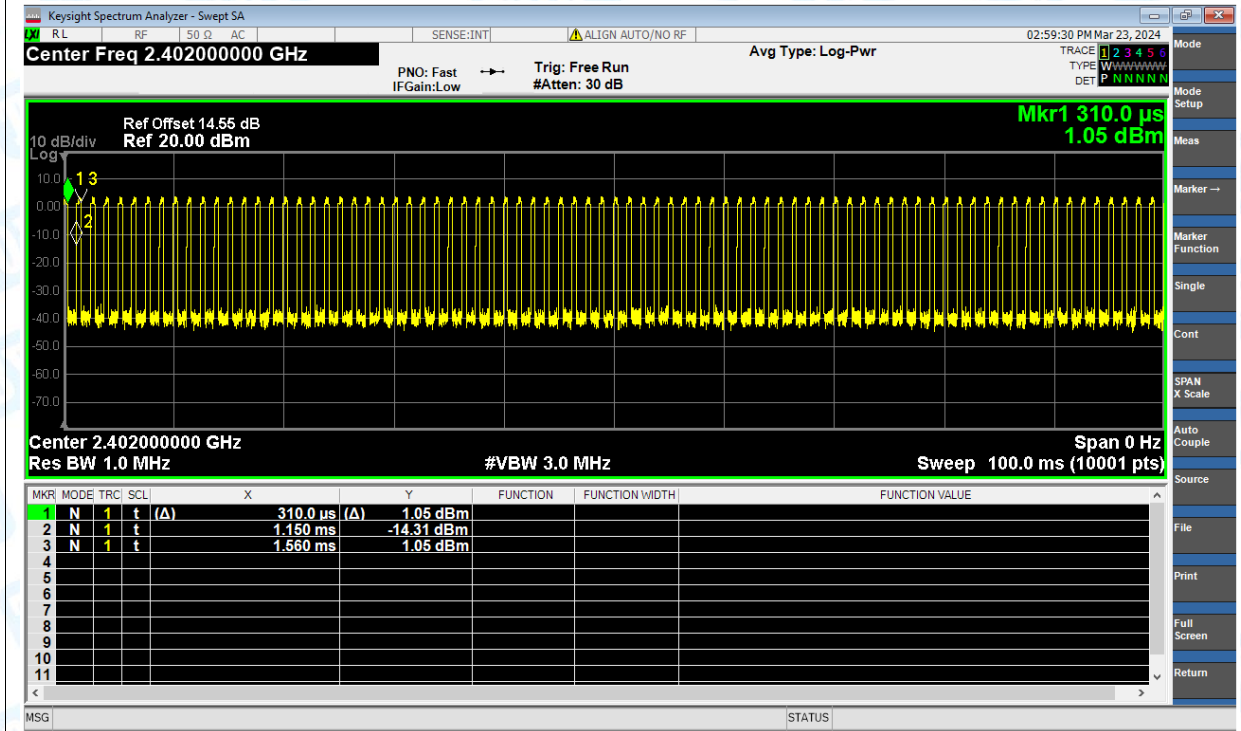 Keysight Spectrum Analyzer - Swept SA
LXI RL RF 50 Ω AC SENSE:INT ALIGN AUTO/NO RF 02:59:30 PM Mar 23, 2024
Center Freq 2.402000000 GHz
PNO: Fast
IFGain:Low
Trig: Free Run
#Atten: 30 dB
Avg Type: Log-Pwr
TRACE 1 2 3 4 5 6
TYPE WWWWWW
DET P N N N N N
Mkr1 310.0 µs
1.05 dBm
Ref Offset 14.55 dB
10 dB/div Ref 20.00 dBm
Log
10.0
0.00
-10.0
-20.0
-30.0
-40.0
-50.0
-60.0
-70.0
1 3
2
Center 2.402000000 GHz Span 0 Hz
Res BW 1.0 MHz #VBW 3.0 MHz Sweep 100.0 ms (10001 pts)
MKR MODE TRC SCL X Y FUNCTION FUNCTION WIDTH FUNCTION VALUE
1 N 1 t (Δ) 310.0 µs (Δ) 1.05 dBm
2 N 1 t 1.150 ms -14.31 dBm
3 N 1 t 1.560 ms 1.05 dBm
4
5
6
7
8
9
10
11
MSG STATUS
Mode
Mode
Setup
Meas
Marker →
Marker
Function
Single
Cont
SPAN
X Scale
Auto
Couple
Source
File
Print
Full
Screen
Return